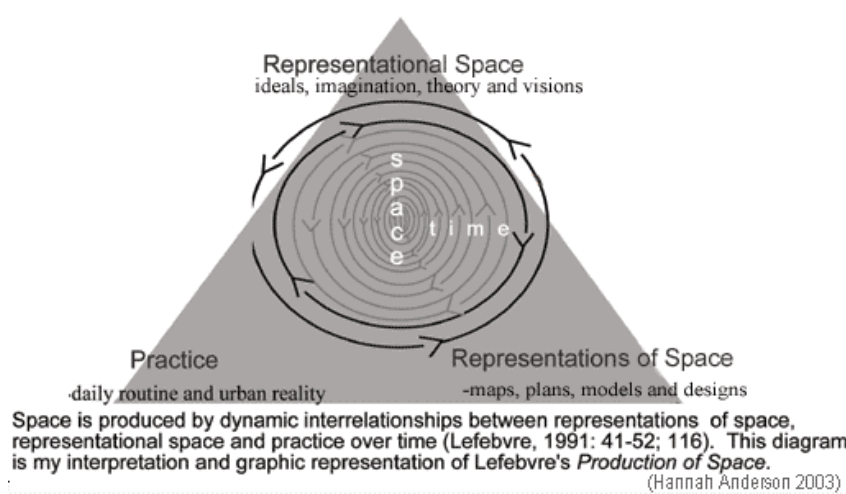 Representational Space
ideals, imagination, theory and visions
space
time
Practice
-daily routine and urban reality
Representations of Space
-maps, plans, models and designs
Space is produced by dynamic interrelationships between representations of space,
representational space and practice over time (Lefebvre, 1991: 41-52; 116). This diagram
is my interpretation and graphic representation of Lefebvre's Production of Space.
(Hannah Anderson 2003)